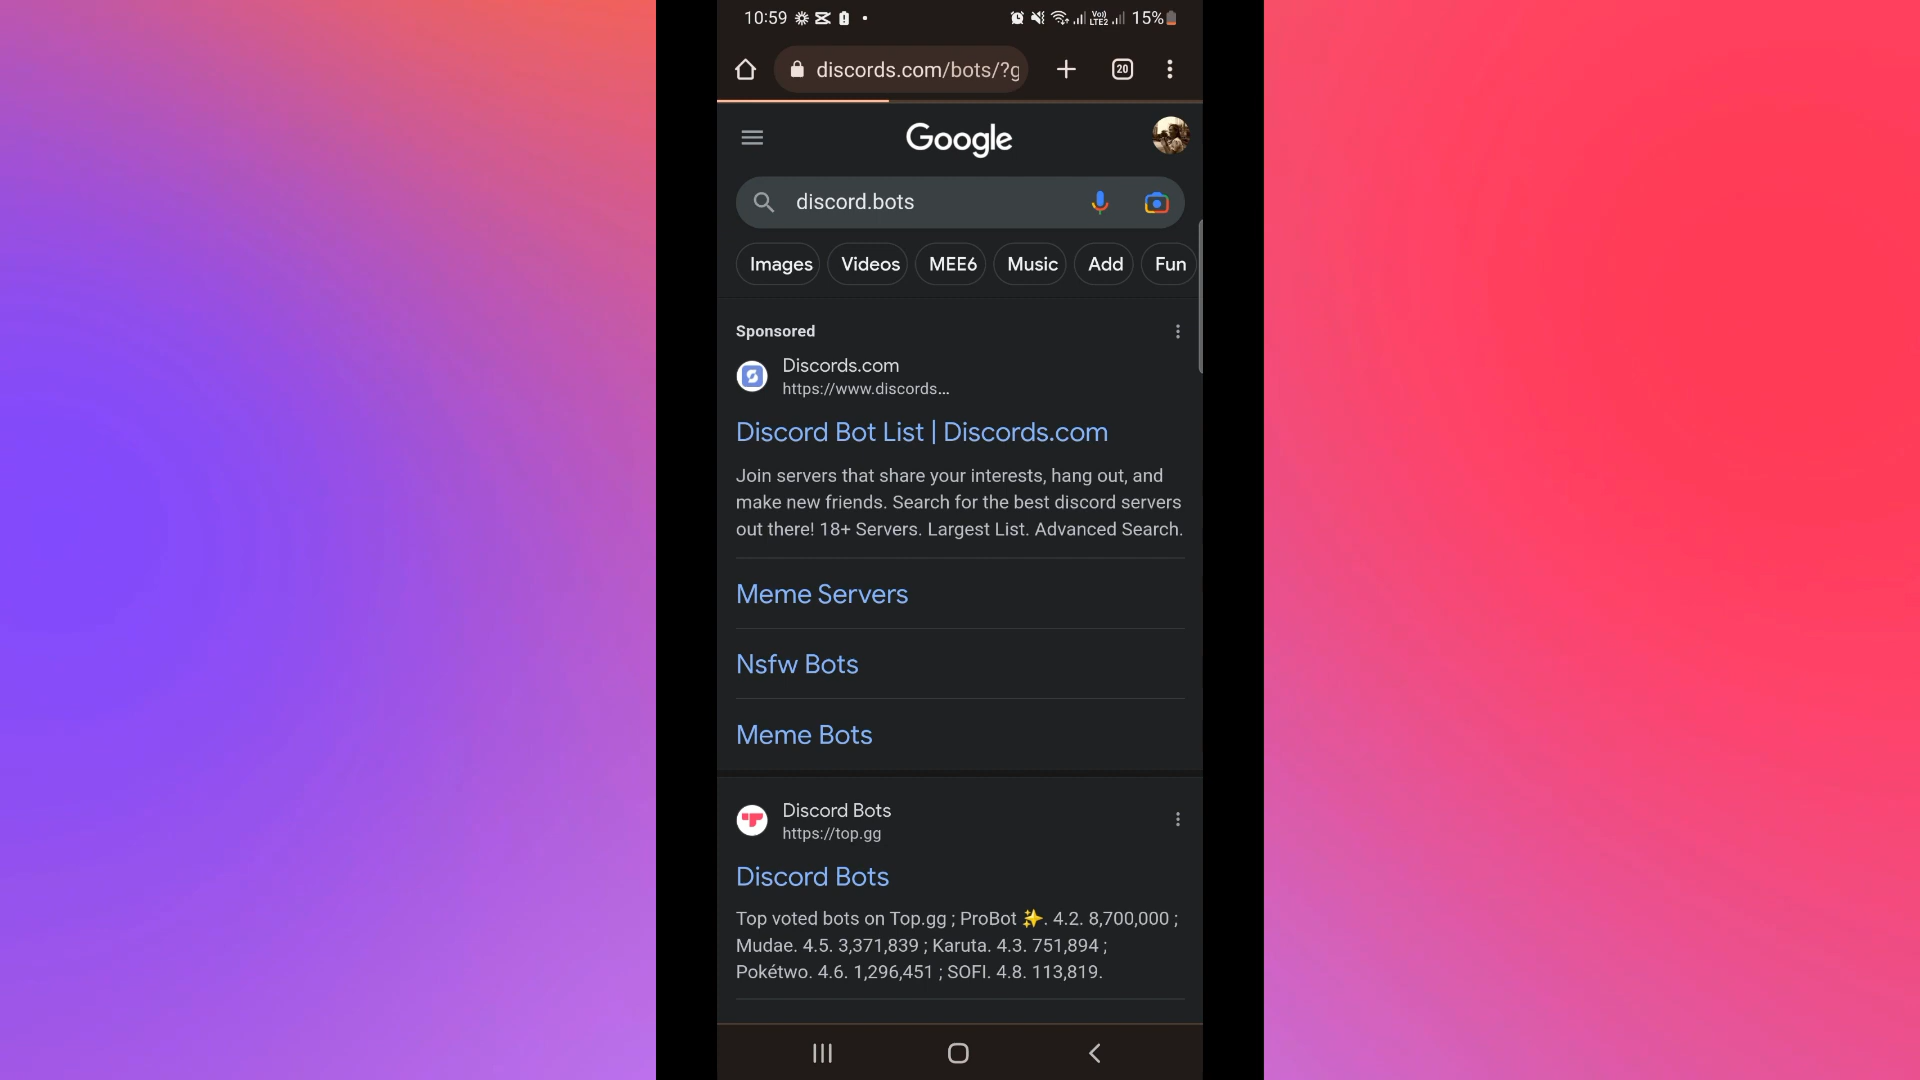 10:59
Vo)) LTE2 15%
discords.com/bots/?g
20
Google
discord.bots
Images Videos MEE6 Music Add Fun
Sponsored
Discords.com
https://www.discords...
Discord Bot List | Discords.com
Join servers that share your interests, hang out, and
make new friends. Search for the best discord servers
out there! 18+ Servers. Largest List. Advanced Search.
Meme Servers
Nsfw Bots
Meme Bots
Discord Bots
https://top.gg
Discord Bots
Top voted bots on Top.gg ; ProBot ✨. 4.2. 8,700,000 ;
Mudae. 4.5. 3,371,839 ; Karuta. 4.3. 751,894 ;
Pokétwo. 4.6. 1,296,451 ; SOFI. 4.8. 113,819.